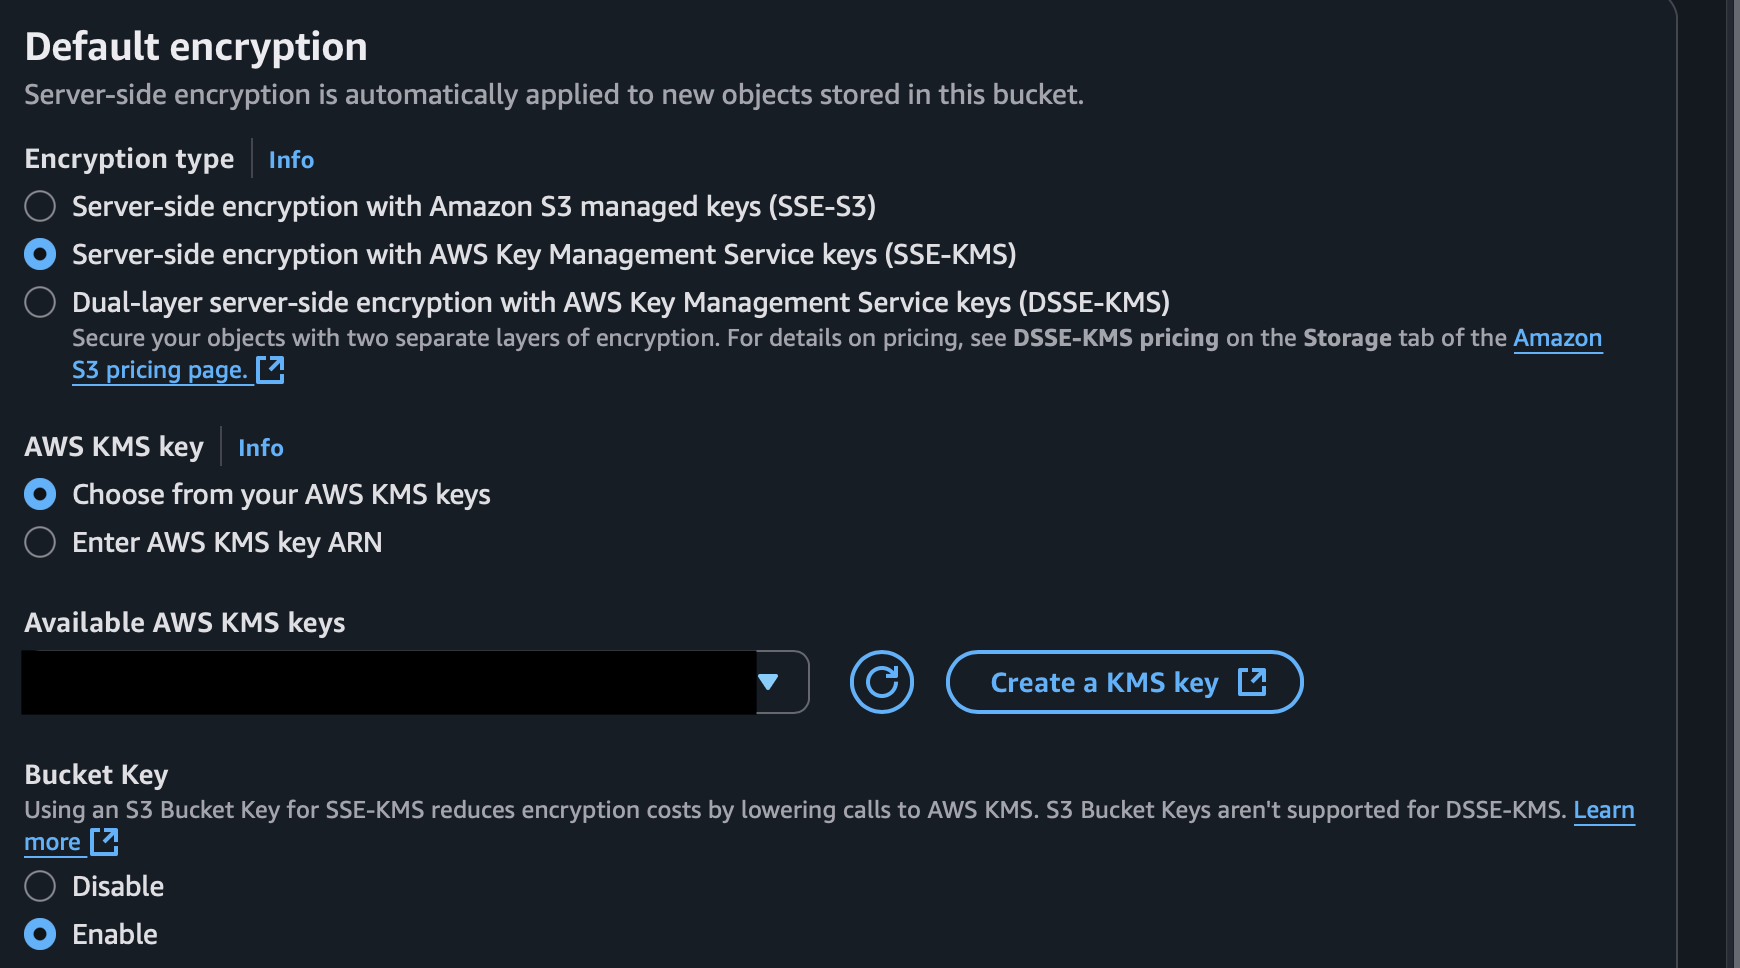 Default encryption
Server-side encryption is automatically applied to new objects stored in this bucket.
Encryption type Info
Server-side encryption with Amazon S3 managed keys (SSE-S3)
Server-side encryption with AWS Key Management Service keys (SSE-KMS)
Dual-layer server-side encryption with AWS Key Management Service keys (DSSE-KMS)
Secure your objects with two separate layers of encryption. For details on pricing, see DSSE-KMS pricing on the Storage tab of the Amazon
S3 pricing page.
AWS KMS key Info
Choose from your AWS KMS keys
Enter AWS KMS key ARN
Available AWS KMS keys
Create a KMS key
Bucket Key
Using an S3 Bucket Key for SSE-KMS reduces encryption costs by lowering calls to AWS KMS. S3 Bucket Keys aren't supported for DSSE-KMS. Learn
more
Disable
Enable